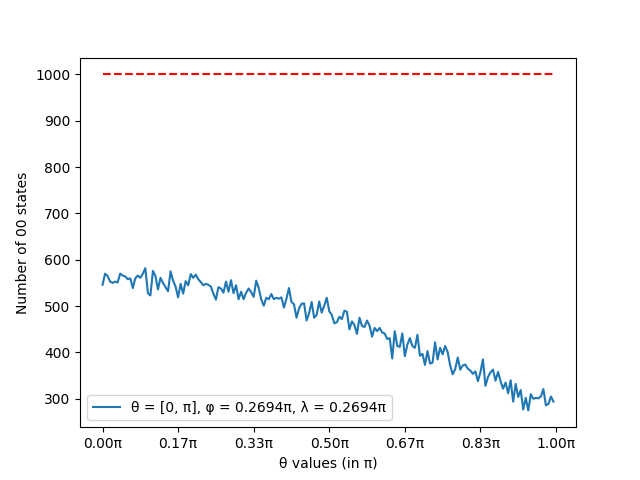 1000
900
800
700
600
500
400
300
Number of 00 states
θ = [0, π], φ = 0.2694π, λ = 0.2694π
0.00π 0.17π 0.33π 0.50π 0.67π 0.83π 1.00π
θ values (in π)